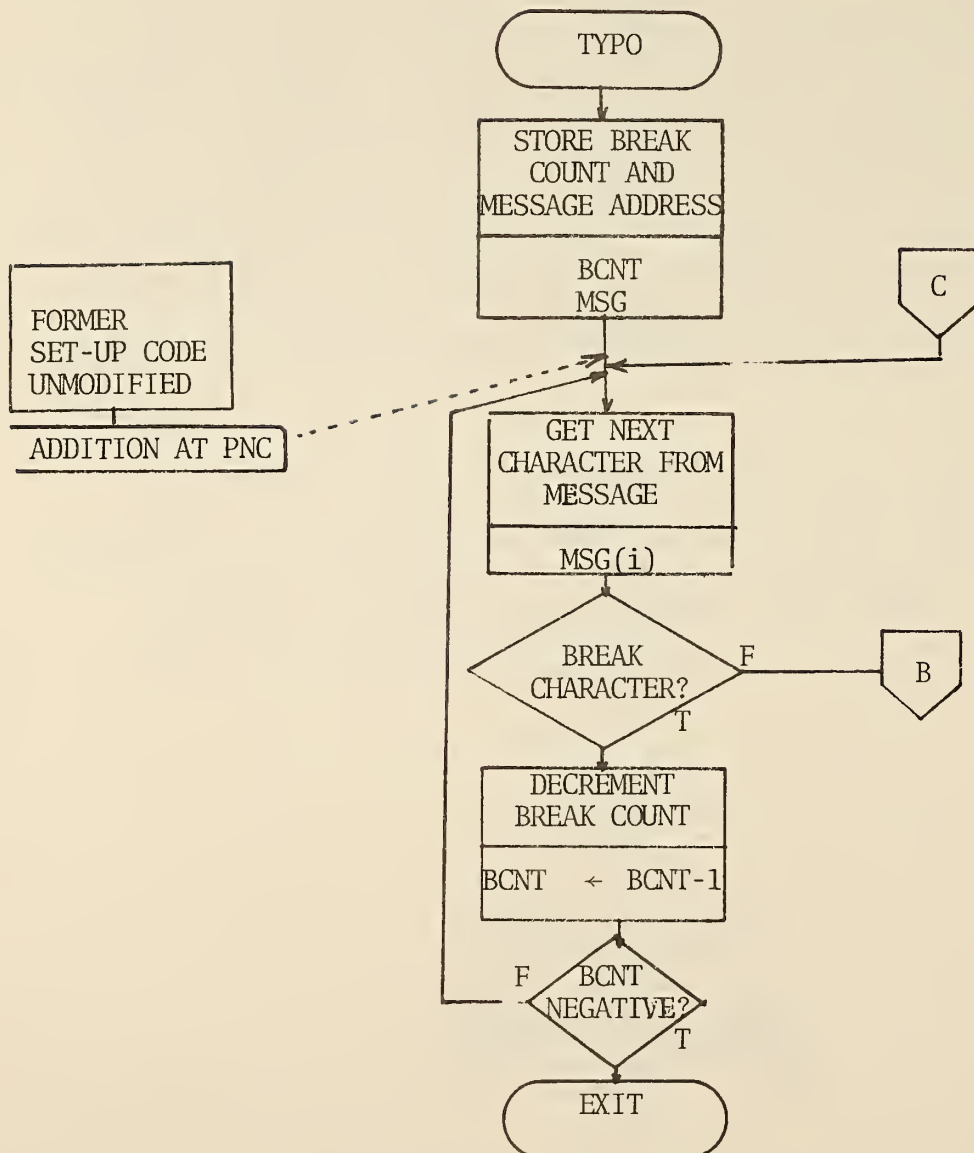 TYPO
STORE BREAK
COUNT AND
MESSAGE ADDRESS
BCNT
MSG
C
FORMER
SET-UP CODE
UNMODIFIED
ADDITION AT PNC
GET NEXT
CHARACTER FROM
MESSAGE
MSG(i)
BREAK
CHARACTER?
F
T
B
DECREMENT
BREAK COUNT
BCNT ← BCNT-1
F
BCNT
NEGATIVE?
T
EXIT